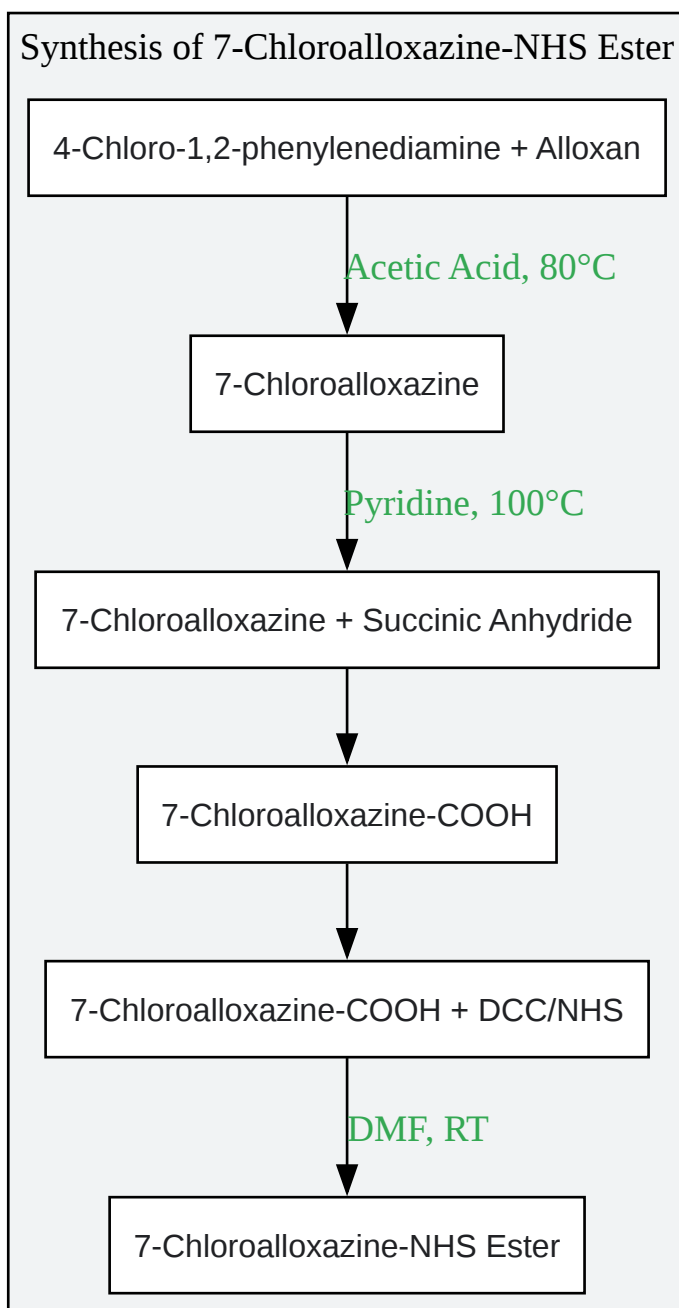 Synthesis of 7-Chloroalloxazine-NHS Ester
4-Chloro-1,2-phenylenediamine + Alloxan
Acetic Acid, 80°C
7-Chloroalloxazine
Pyridine, 100°C
7-Chloroalloxazine + Succinic Anhydride
7-Chloroalloxazine-COOH
7-Chloroalloxazine-COOH + DCC/NHS
DMF, RT
7-Chloroalloxazine-NHS Ester